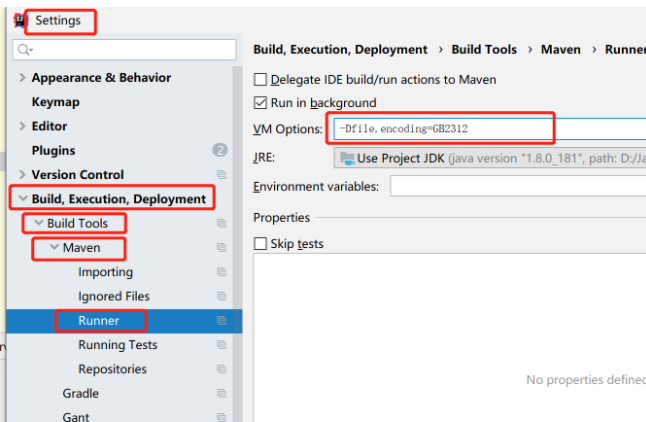 Settings
Build, Execution, Deployment › Build Tools › Maven › Runner
Appearance & Behavior
Keymap
Editor
Plugins 2
Version Control
Build, Execution, Deployment
Build Tools
Maven
Importing
Ignored Files
Runner
Running Tests
Repositories
Gradle
Gant
Delegate IDE build/run actions to Maven
Run in background
VM Options: -Dfile.encoding=GB2312
JRE: Use Project JDK (java version "1.8.0_181", path: D:/Ja
Environment variables:
Properties
Skip tests
No properties defined